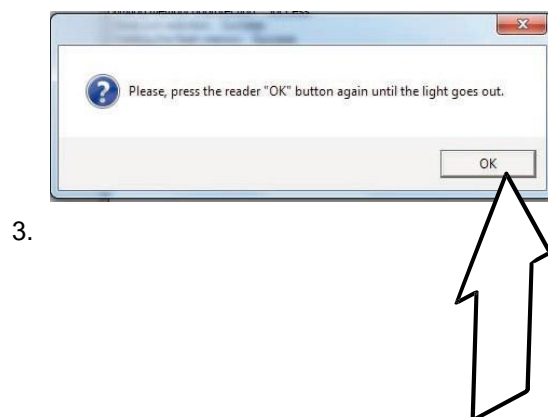 Please, press the reader "OK" button again until the light goes out.
OK
3.